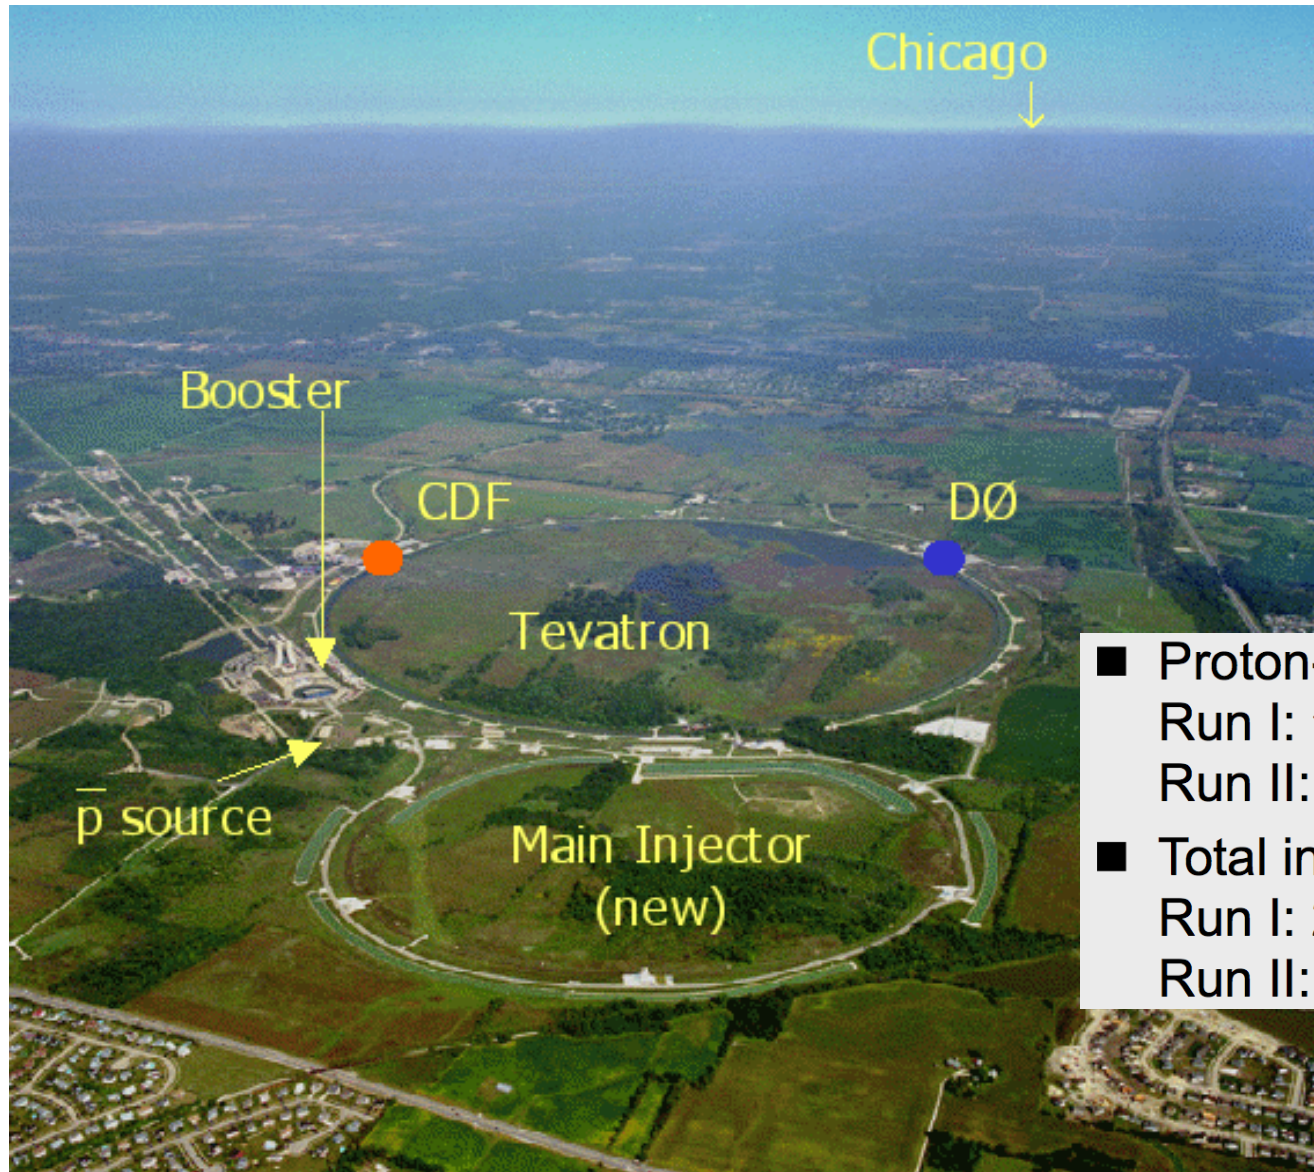 Chicago
Booster
CDF
DØ
Tevatron
p̅ source
Main Injector
(new)
■ Proton-
Run I:
Run II:
■ Total in
Run I:
Run II: